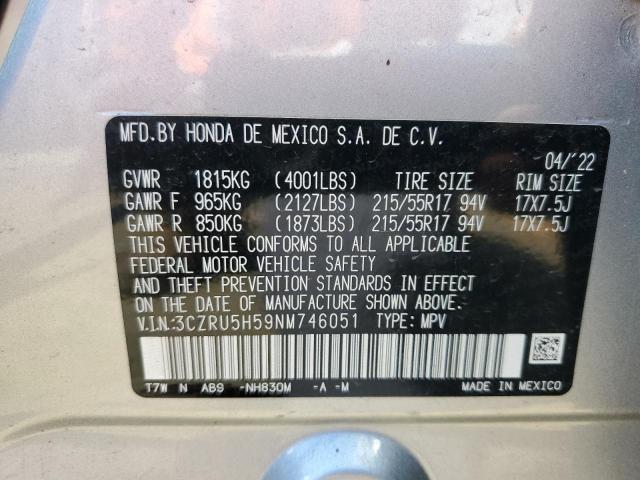 MFD.BY HONDA DE MEXICO S.A. DE C.V.
04/'22
GVWR 1815KG (4001LBS) TIRE SIZE RIM SIZE
GAWR F 965KG (2127LBS) 215/55R17 94V 17X7.5J
GAWR R 850KG (1873LBS) 215/55R17 94V 17X7.5J
THIS VEHICLE CONFORMS TO ALL APPLICABLE
FEDERAL MOTOR VEHICLE SAFETY
AND THEFT PREVENTION STANDARDS IN EFFECT
ON THE DATE OF MANUFACTURE SHOWN ABOVE.
V.I.N.:3CZRU5H59NM746051 TYPE: MPV
T7W N AB9 -NH830M -A -M MADE IN MEXICO